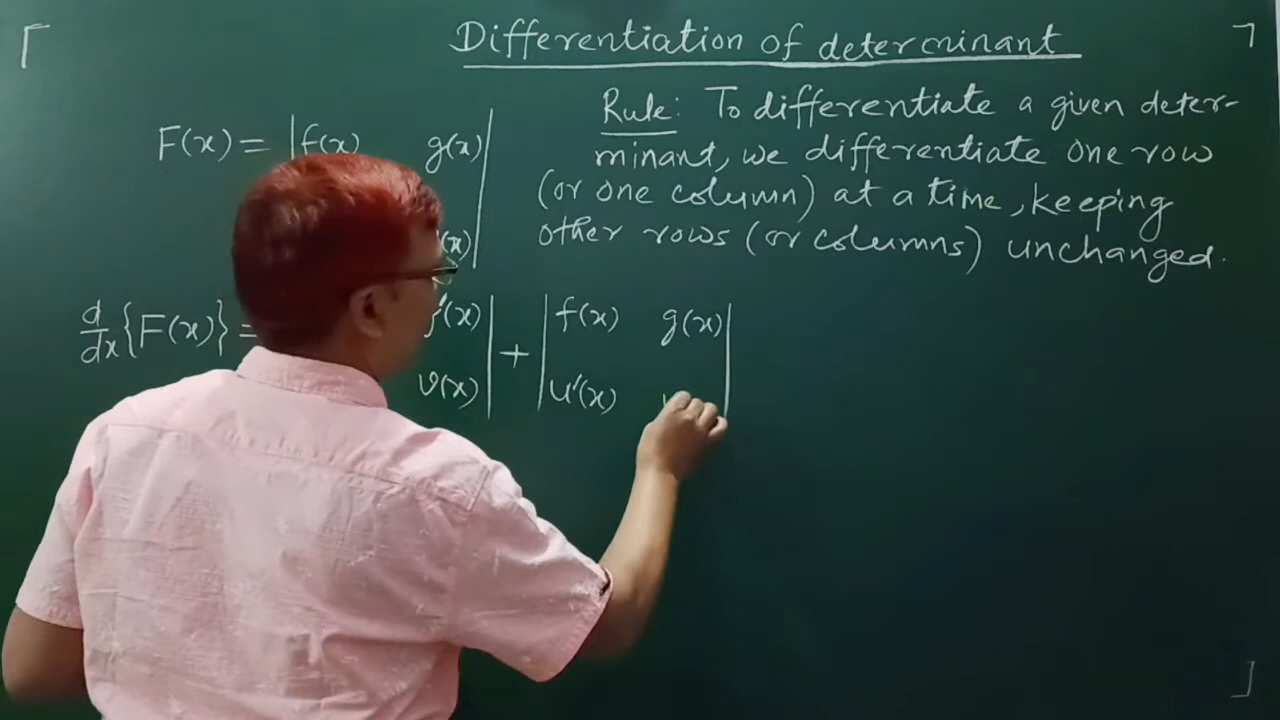 Differentiation of determinant
Rule: To differentiate a given deter-
minant, we differentiate one row
(or one column) at a time, keeping
other rows (or columns) unchanged.
F(x) = | f(x) g(x) |
(x)
d/dx {F(x)} = '(x) | + | f(x) g(x) |
v(x) | u'(x)